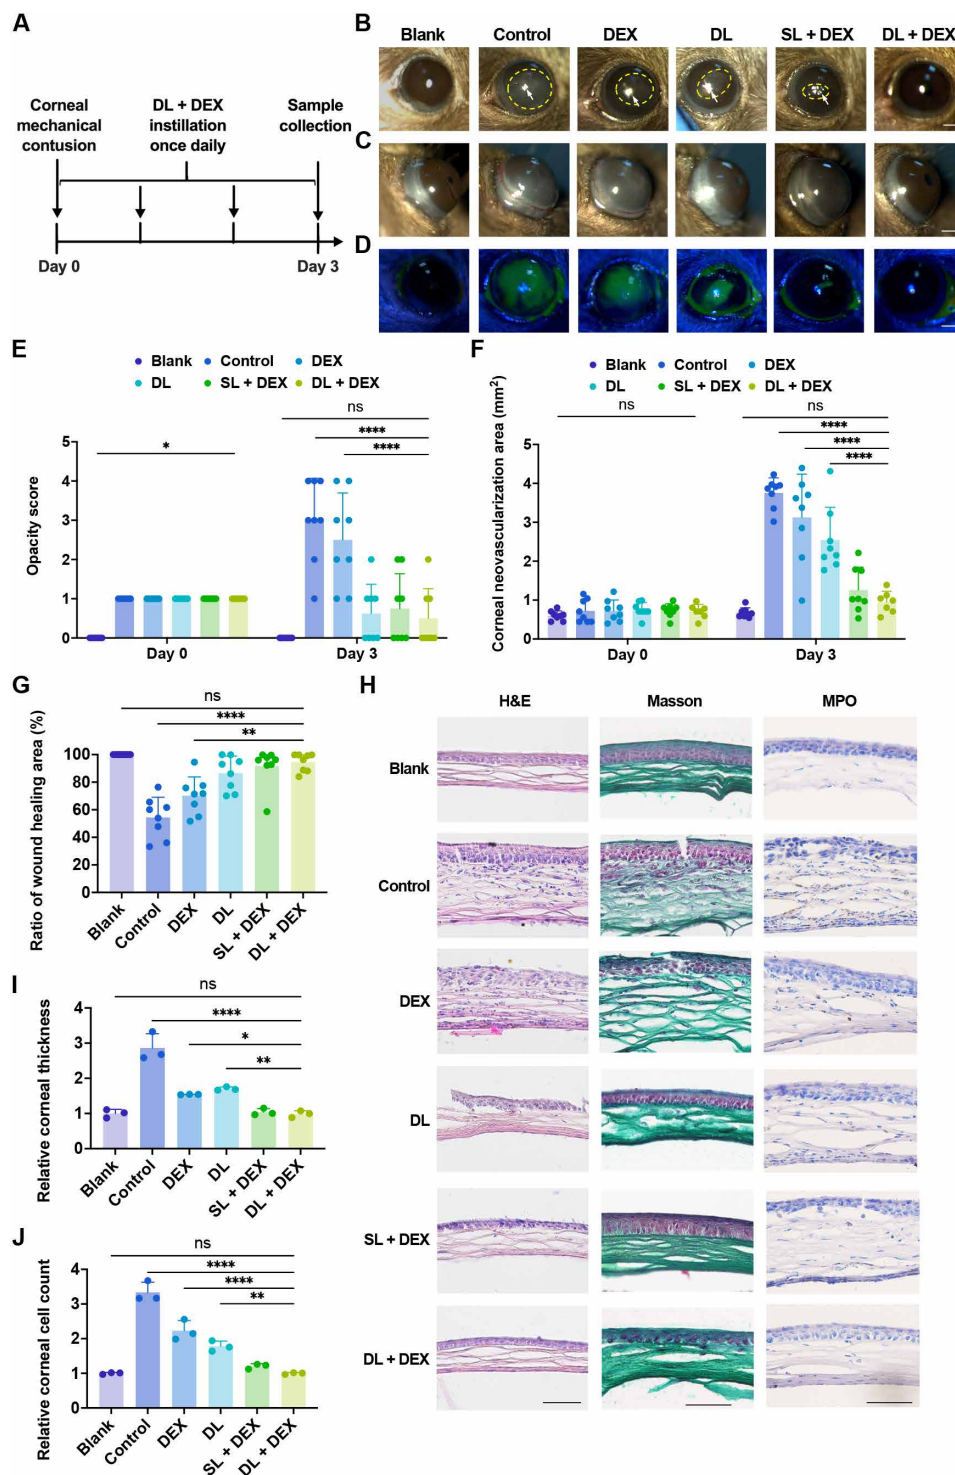 A
Corneal
mechanical
contusion
DL + DEX
instillation
once daily
Sample
collection
Day 0
Day 3
B
Blank
Control
DEX
DL
SL + DEX
DL + DEX
C
D
E
Blank
Control
DEX
DL
SL + DEX
DL + DEX
ns
****
****
*
Opacity score
5
4
3
2
1
0
Day 0
Day 3
F
Blank
Control
DEX
DL
SL + DEX
DL + DEX
ns
ns
****
****
****
Corneal neovascularization area (mm²)
5
4
3
2
1
0
Day 0
Day 3
G
ns
****
**
Ratio of wound healing area (%)
100
80
60
40
20
0
Blank
Control
DEX
DL
SL + DEX
DL + DEX
H
H&E
Masson
MPO
Blank
Control
DEX
DL
SL + DEX
DL + DEX
I
ns
****
*
**
Relative corneal thickness
4
3
2
1
0
Blank
Control
DEX
DL
SL + DEX
DL + DEX
J
ns
****
****
**
Relative corneal cell count
4
3
2
1
0
Blank
Control
DEX
DL
SL + DEX
DL + DEX